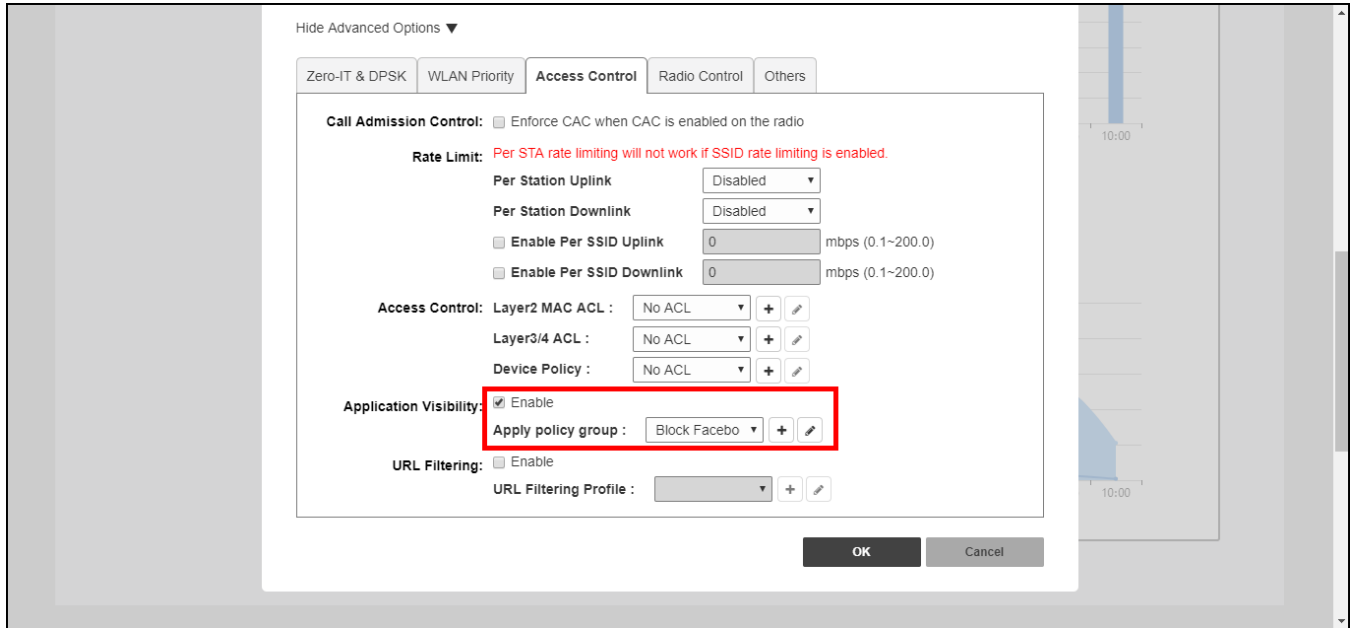 Hide Advanced Options ▼
Zero-IT & DPSK WLAN Priority Access Control Radio Control Others
Call Admission Control: Enforce CAC when CAC is enabled on the radio
Rate Limit: Per STA rate limiting will not work if SSID rate limiting is enabled.
Per Station Uplink Disabled
Per Station Downlink Disabled
Enable Per SSID Uplink 0 mbps (0.1~200.0)
Enable Per SSID Downlink 0 mbps (0.1~200.0)
Access Control: Layer2 MAC ACL : No ACL
Layer3/4 ACL : No ACL
Device Policy : No ACL
Application Visibility: Enable
Apply policy group : Block Facebo
URL Filtering: Enable
URL Filtering Profile :
OK Cancel
10:00
10:00